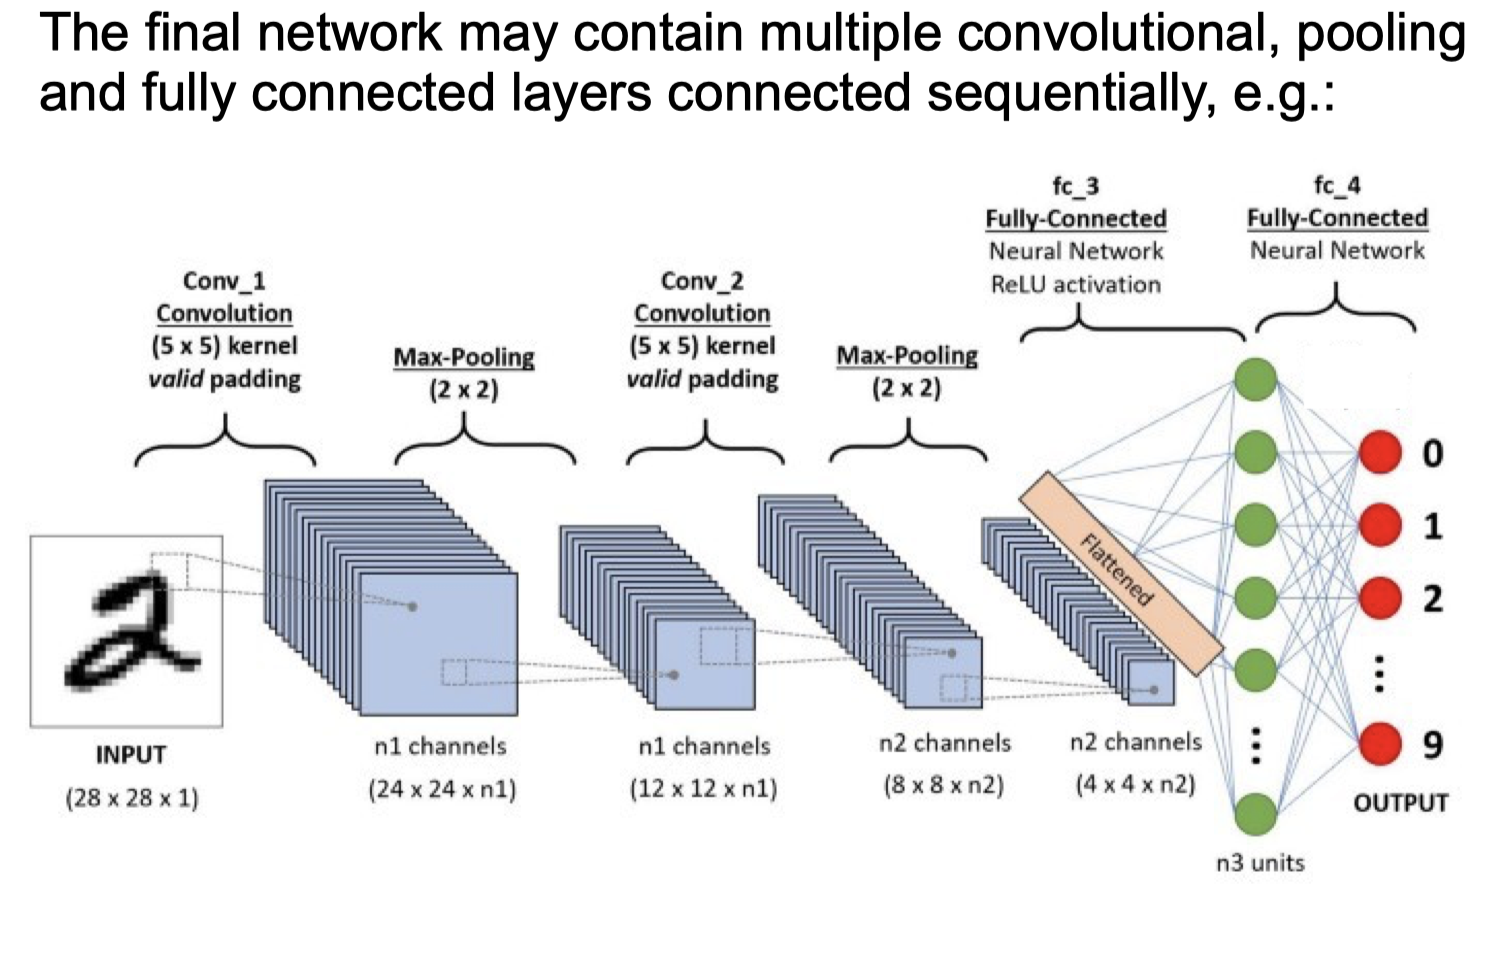 The final network may contain multiple convolutional, pooling
and fully connected layers connected sequentially, e.g.:
fc_3
Fully-Connected
Neural Network
ReLU activation
fc_4
Fully-Connected
Neural Network
Conv_1
Convolution
(5 x 5) kernel
valid padding
Max-Pooling
(2 x 2)
Conv_2
Convolution
(5 x 5) kernel
valid padding
Max-Pooling
(2 x 2)
Flattened
0
1
2
9
OUTPUT
INPUT
(28 x 28 x 1)
n1 channels
(24 x 24 x n1)
n1 channels
(12 x 12 x n1)
n2 channels
(8 x 8 x n2)
n2 channels
(4 x 4 x n2)
n3 units